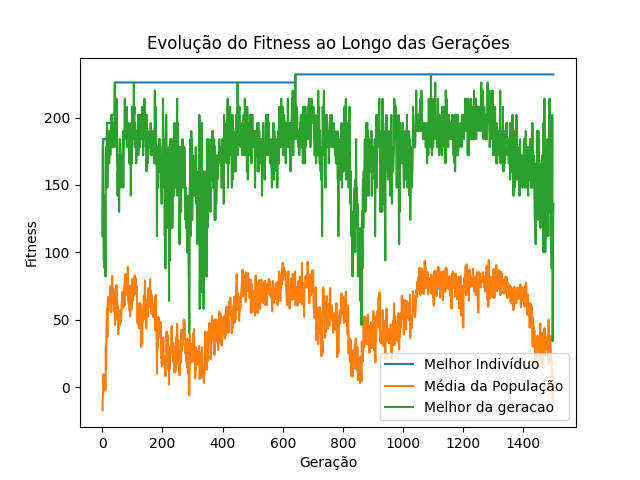 Evolução do Fitness ao Longo das Gerações
200
150
100
50
0
Fitness
0 200 400 600 800 1000 1200 1400
Geração
Melhor Indivíduo
Média da População
Melhor da geracao